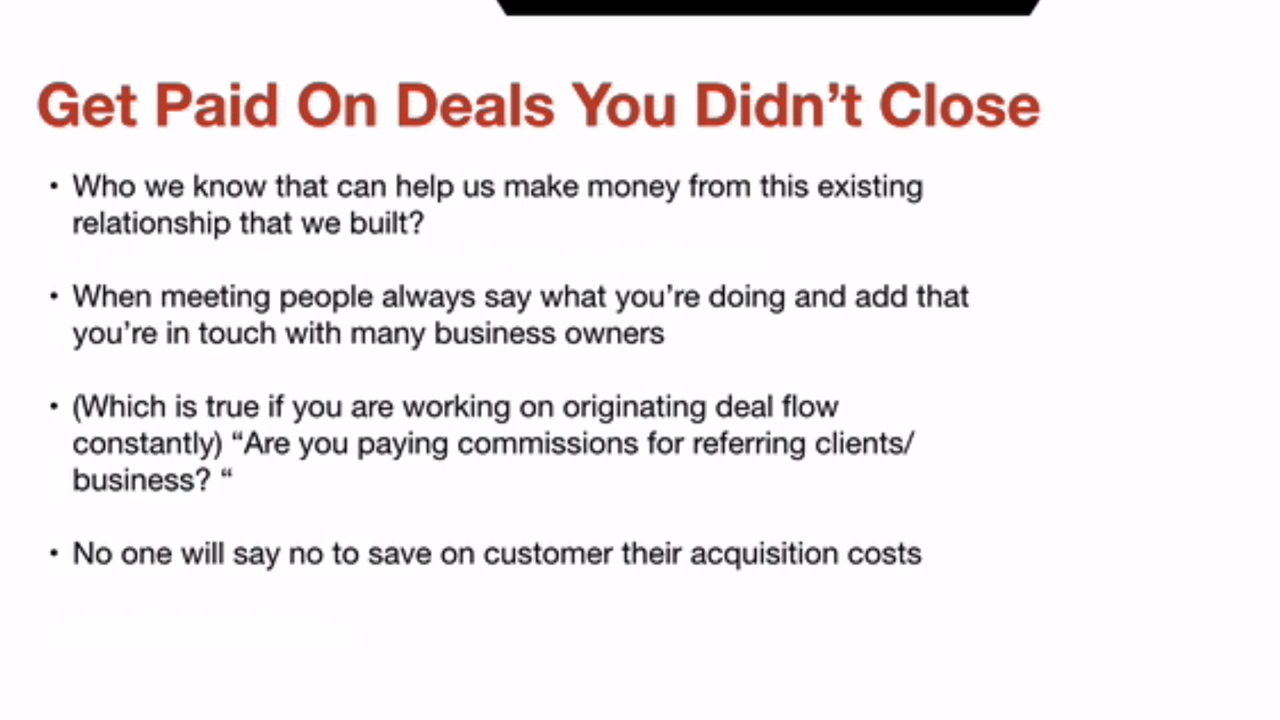 Get Paid On Deals You Didn’t Close
• Who we know that can help us make money from this existing
relationship that we built?
• When meeting people always say what you’re doing and add that
you’re in touch with many business owners
• (Which is true if you are working on originating deal flow
constantly) “Are you paying commissions for referring clients/
business? “
• No one will say no to save on customer their acquisition costs